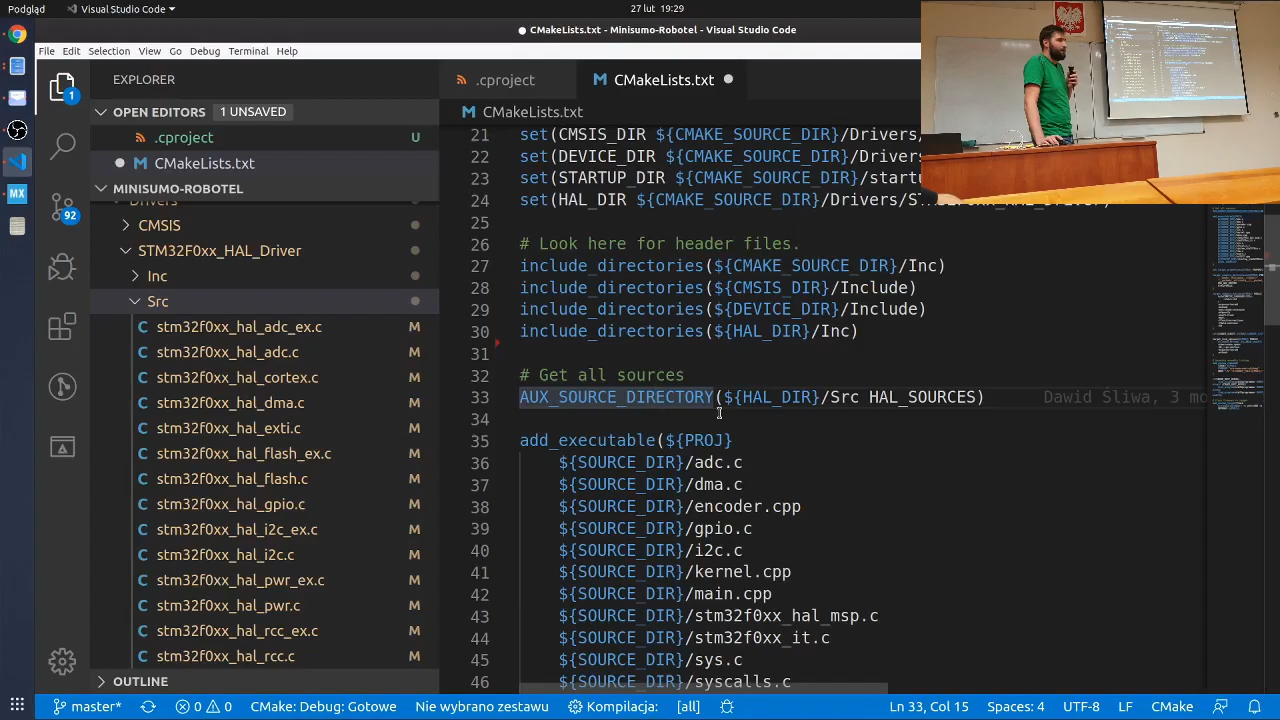 Podgląd
Visual Studio Code
27 lut 19:29
CMakeLists.txt - Minisumo-Robotel - Visual Studio Code
File Edit Selection View Go Debug Terminal Help
EXPLORER
OPEN EDITORS 1 UNSAVED
.cproject U
CMakeLists.txt
MINISUMO-ROBOTEL
Drivers
CMSIS
STM32F0xx_HAL_Driver
Inc
Src
C stm32f0xx_hal_adc_ex.c M
C stm32f0xx_hal_adc.c M
C stm32f0xx_hal_cortex.c M
C stm32f0xx_hal_dma.c M
C stm32f0xx_hal_exti.c M
C stm32f0xx_hal_flash_ex.c M
C stm32f0xx_hal_flash.c M
C stm32f0xx_hal_gpio.c M
C stm32f0xx_hal_i2c_ex.c M
C stm32f0xx_hal_i2c.c M
C stm32f0xx_hal_pwr_ex.c M
C stm32f0xx_hal_pwr.c M
C stm32f0xx_hal_rcc_ex.c M
C stm32f0xx_hal_rcc.c M
OUTLINE
1
92
MX
.cproject
CMakeLists.txt
CMakeLists.txt
21 set(CMSIS_DIR ${CMAKE_SOURCE_DIR}/Drivers/
22 set(DEVICE_DIR ${CMAKE_SOURCE_DIR}/Drivers
23 set(STARTUP_DIR ${CMAKE_SOURCE_DIR}/startu
24 set(HAL_DIR ${CMAKE_SOURCE_DIR}/Drivers/
25
26 # Look here for header files.
27 include_directories(${CMAKE_SOURCE_DIR}/Inc)
28 include_directories(${CMSIS_DIR}/Include)
29 include_directories(${DEVICE_DIR}/Include)
30 include_directories(${HAL_DIR}/Inc)
31
32 Get all sources
33 AUX_SOURCE_DIRECTORY(${HAL_DIR}/Src HAL_SOURCES) Dawid Śliwa, 3 mo
34
35 add_executable(${PROJ}
36 ${SOURCE_DIR}/adc.c
37 ${SOURCE_DIR}/dma.c
38 ${SOURCE_DIR}/encoder.cpp
39 ${SOURCE_DIR}/gpio.c
40 ${SOURCE_DIR}/i2c.c
41 ${SOURCE_DIR}/kernel.cpp
42 ${SOURCE_DIR}/main.cpp
43 ${SOURCE_DIR}/stm32f0xx_hal_msp.c
44 ${SOURCE_DIR}/stm32f0xx_it.c
45 ${SOURCE_DIR}/sys.c
46 ${SOURCE_DIR}/syscalls.c
master* 0 0 CMake: Debug: Gotowe Nie wybrano zestawu Kompilacja: [all] Ln 33, Col 15 Spaces: 4 UTF-8 LF CMake